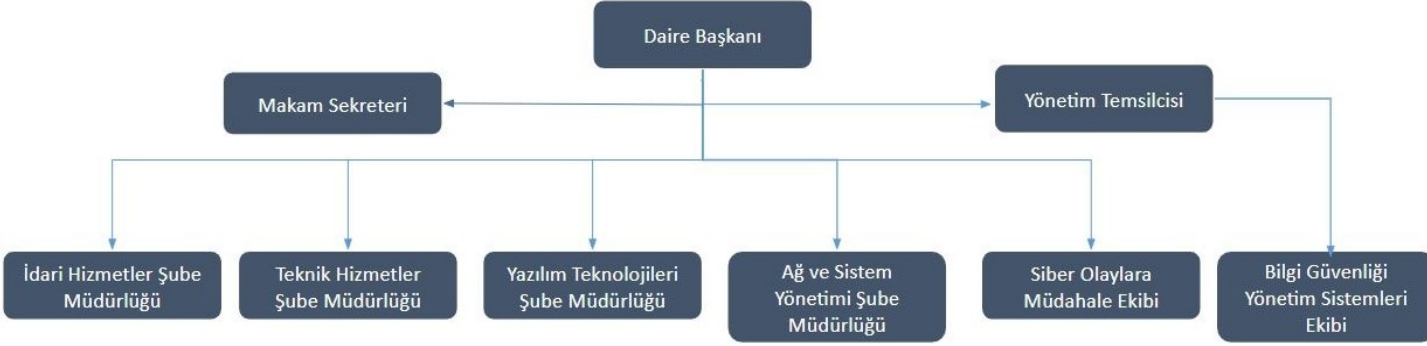 Daire Başkanı
Makam Sekreteri
Yönetim Temsilcisi
İdari Hizmetler Şube
Müdürlüğü
Teknik Hizmetler
Şube Müdürlüğü
Yazılım Teknolojileri
Şube Müdürlüğü
Ağ ve Sistem
Yönetimi Şube
Müdürlüğü
Siber Olaylara
Müdahale Ekibi
Bilgi Güvenliği
Yönetim Sistemleri
Ekibi